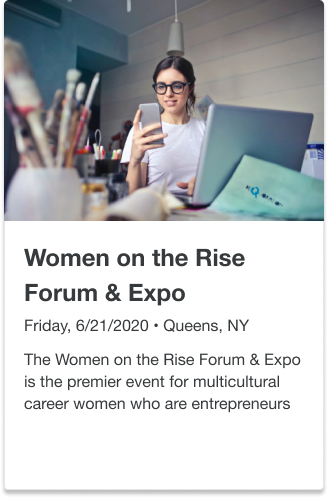 Women on the Rise
Forum & Expo
Friday, 6/21/2020 • Queens, NY
The Women on the Rise Forum & Expo
is the premier event for multicultural
career women who are entrepreneurs